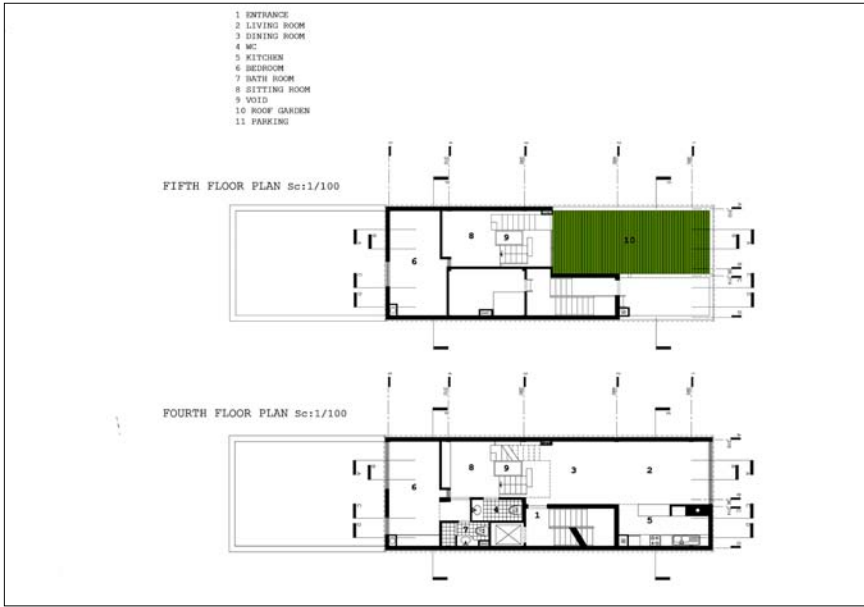 1 ENTRANCE
2 LIVING ROOM
3 DINING ROOM
4 WC
5 KITCHEN
6 BEDROOM
7 BATH ROOM
8 SITTING ROOM
9 VOID
10 ROOF GARDEN
11 PARKING
FIFTH FLOOR PLAN Sc:1/100
8
9
10
6
FOURTH FLOOR PLAN Sc:1/100
8
9
3
2
6
4
1
5
7